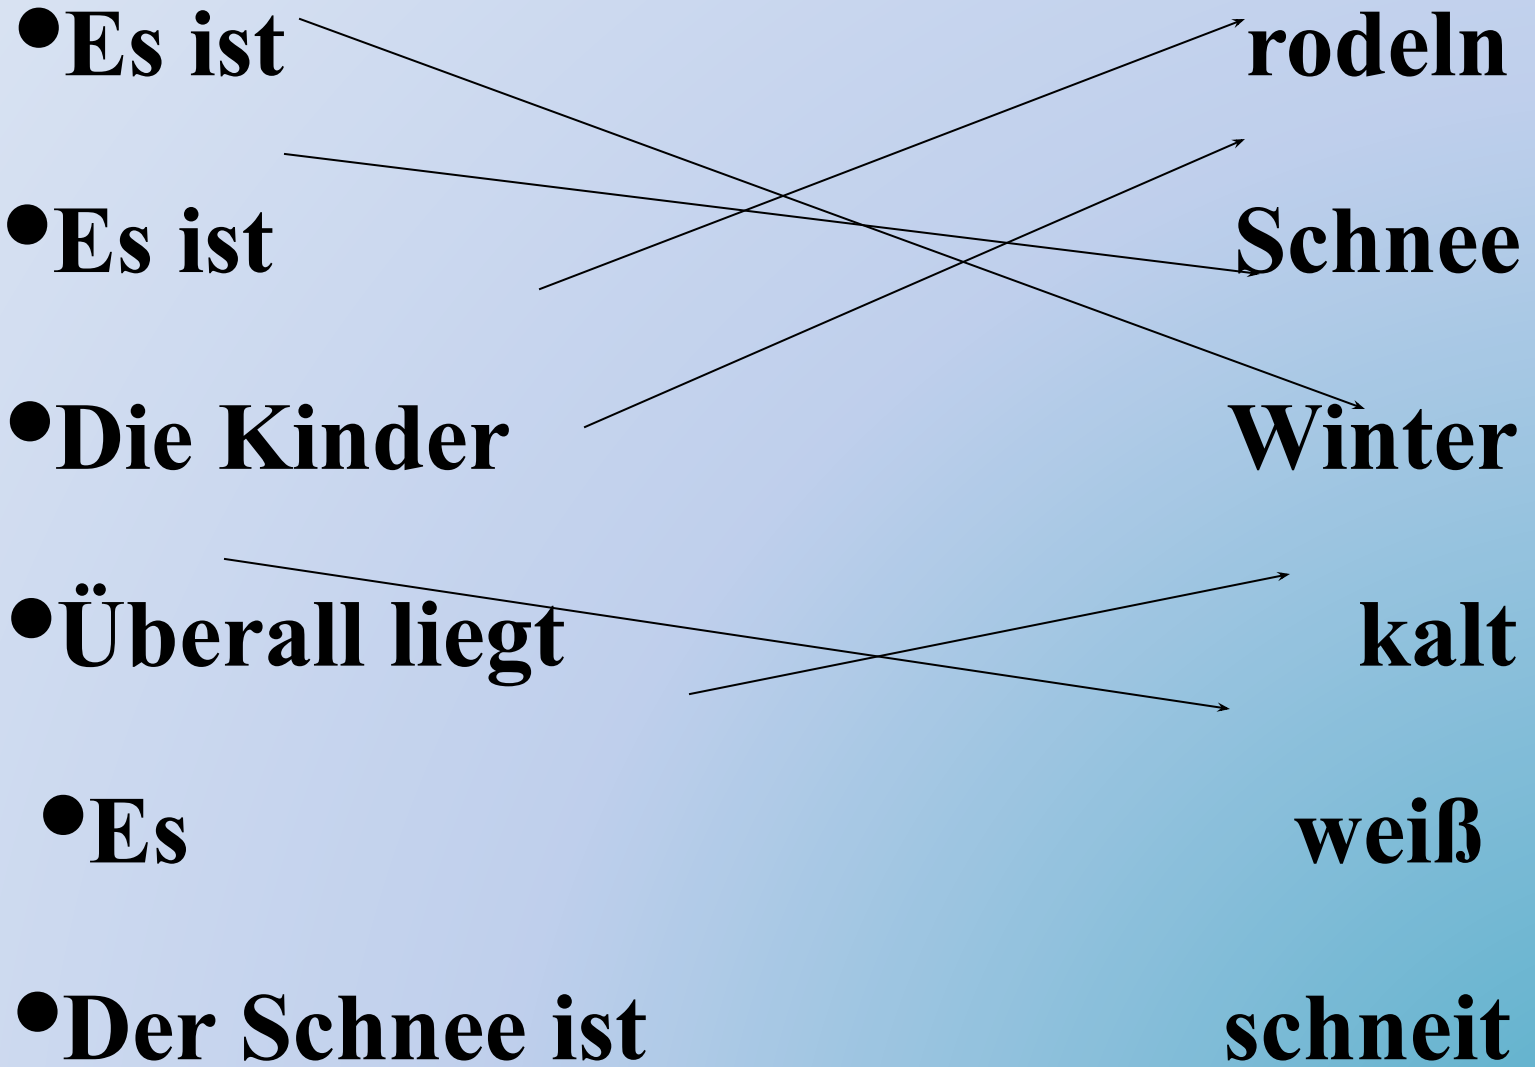 •Es ist rodeln
•Es ist Schnee
•Die Kinder Winter
•Überall liegt kalt
•Es weiß
•Der Schnee ist schneit